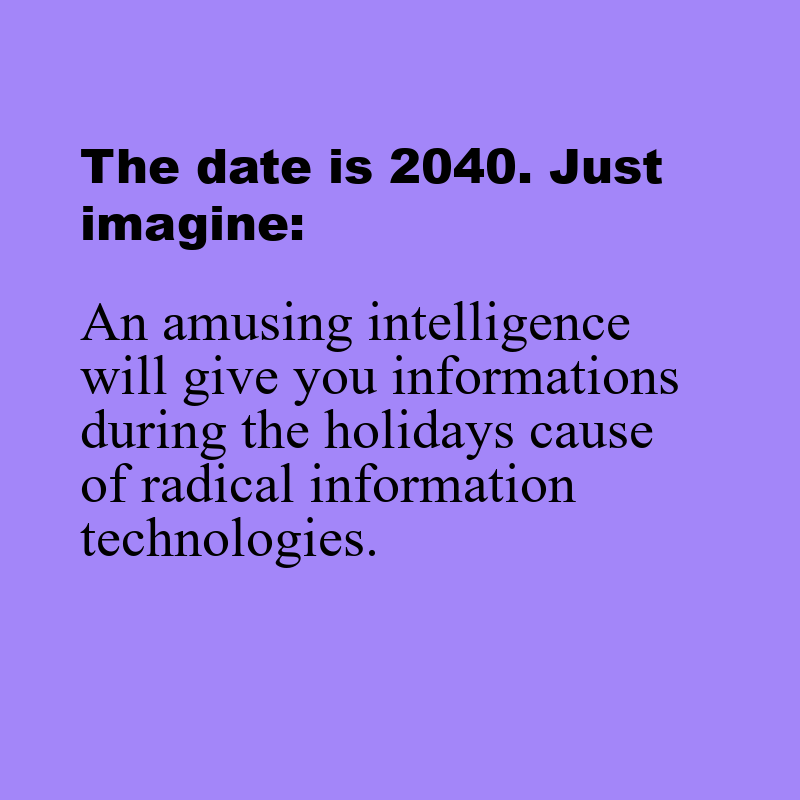 The date is 2040. Just
imagine:
An amusing intelligence
will give you informations
during the holidays cause
of radical information
technologies.